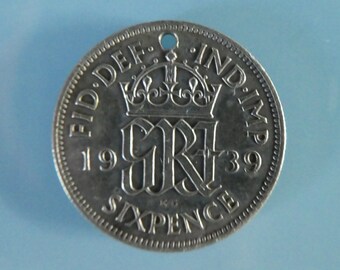 FID·DEF· ·IND·IMP
19 GRI 39
KG
SIXPENCE